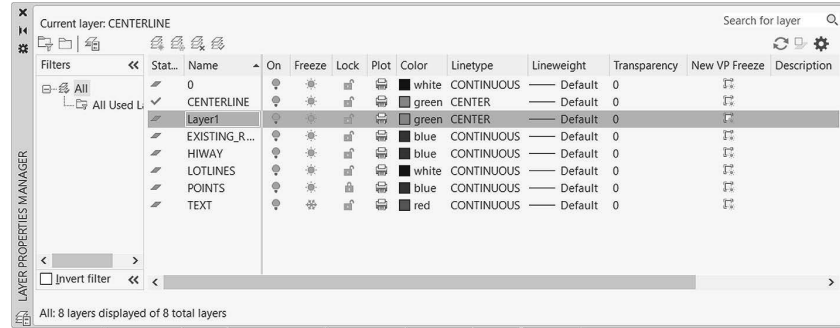 Current layer: CENTERLINE
Search for layer
Filters
All
All Used L
Stat... Name On Freeze Lock Plot Color Linetype Lineweight Transparency New VP Freeze Description
0 white CONTINUOUS Default 0
CENTERLINE green CENTER Default 0
Layer1 green CENTER Default 0
EXISTING_R... blue CONTINUOUS Default 0
HIWAY blue CONTINUOUS Default 0
LOTLINES white CONTINUOUS Default 0
POINTS blue CONTINUOUS Default 0
TEXT red CONTINUOUS Default 0
Invert filter
All: 8 layers displayed of 8 total layers
LAYER PROPERTIES MANAGER